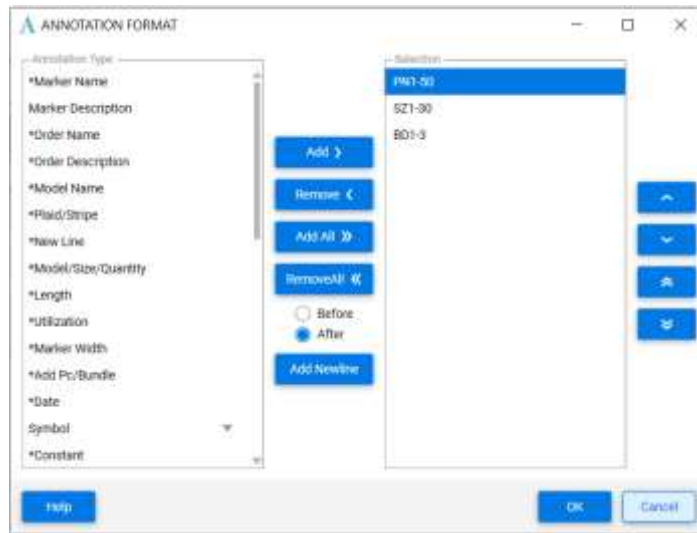 ANNOTATION FORMAT
Annotation Type
*Marker Name
Marker Description
*Order Name
*Order Description
*Model Name
*Plaid/Stripe
*New Line
*Model/Size/Quantity
*Length
*Utilization
*Marker Width
*Add Pc/Bundle
*Date
Symbol
*Constant
Add
Remove
Add All
RemoveAll
Before
After
Add Newline
Selection
PN1-50
SZ1-30
BD1-3
Help
OK
Cancel